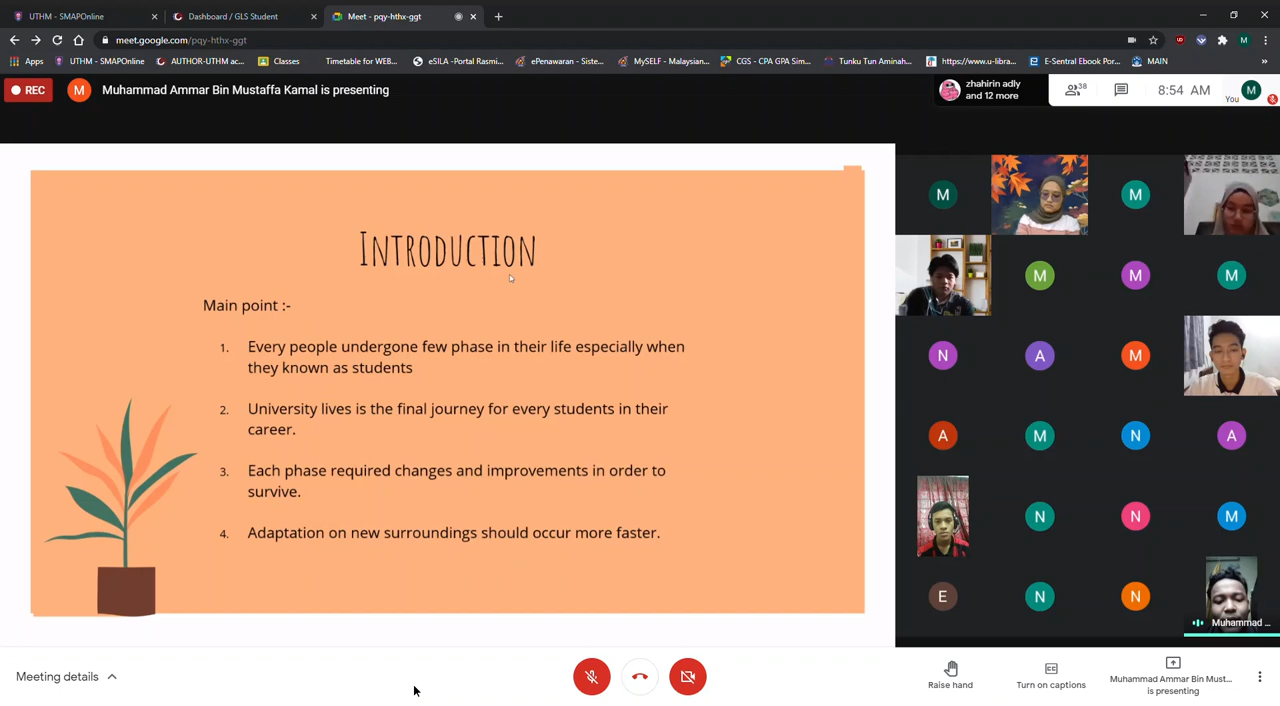 UTHM - SMAPOnline
Dashboard / GLS Student
Meet - pqy-hthx-ggt
meet.google.com/pqy-hthx-ggt
M
Apps
UTHM - SMAPOnline
AUTHOR-UTHM ac...
Classes
Timetable for WEB...
eSILA -Portal Rasmi...
ePenawaran - Siste...
MySELF - Malaysian...
CGS - CPA GPA Sim...
Tunku Tun Aminah...
https://www.u-libra...
E-Sentral Ebook Por...
MAIN
REC
M
Muhammad Ammar Bin Mustaffa Kamal is presenting
zhahirin adly
and 12 more
38
8:54 AM
You
M
Introduction
Main point :-
1. Every people undergone few phase in their life especially when
they known as students
2. University lives is the final journey for every students in their
career.
3. Each phase required changes and improvements in order to
survive.
4. Adaptation on new surroundings should occur more faster.
M
M
M
M
M
N
A
M
A
M
N
A
N
N
M
E
N
N
Muhammad ...
Meeting details
Raise hand
CC
Turn on captions
Muhammad Ammar Bin Must...
is presenting